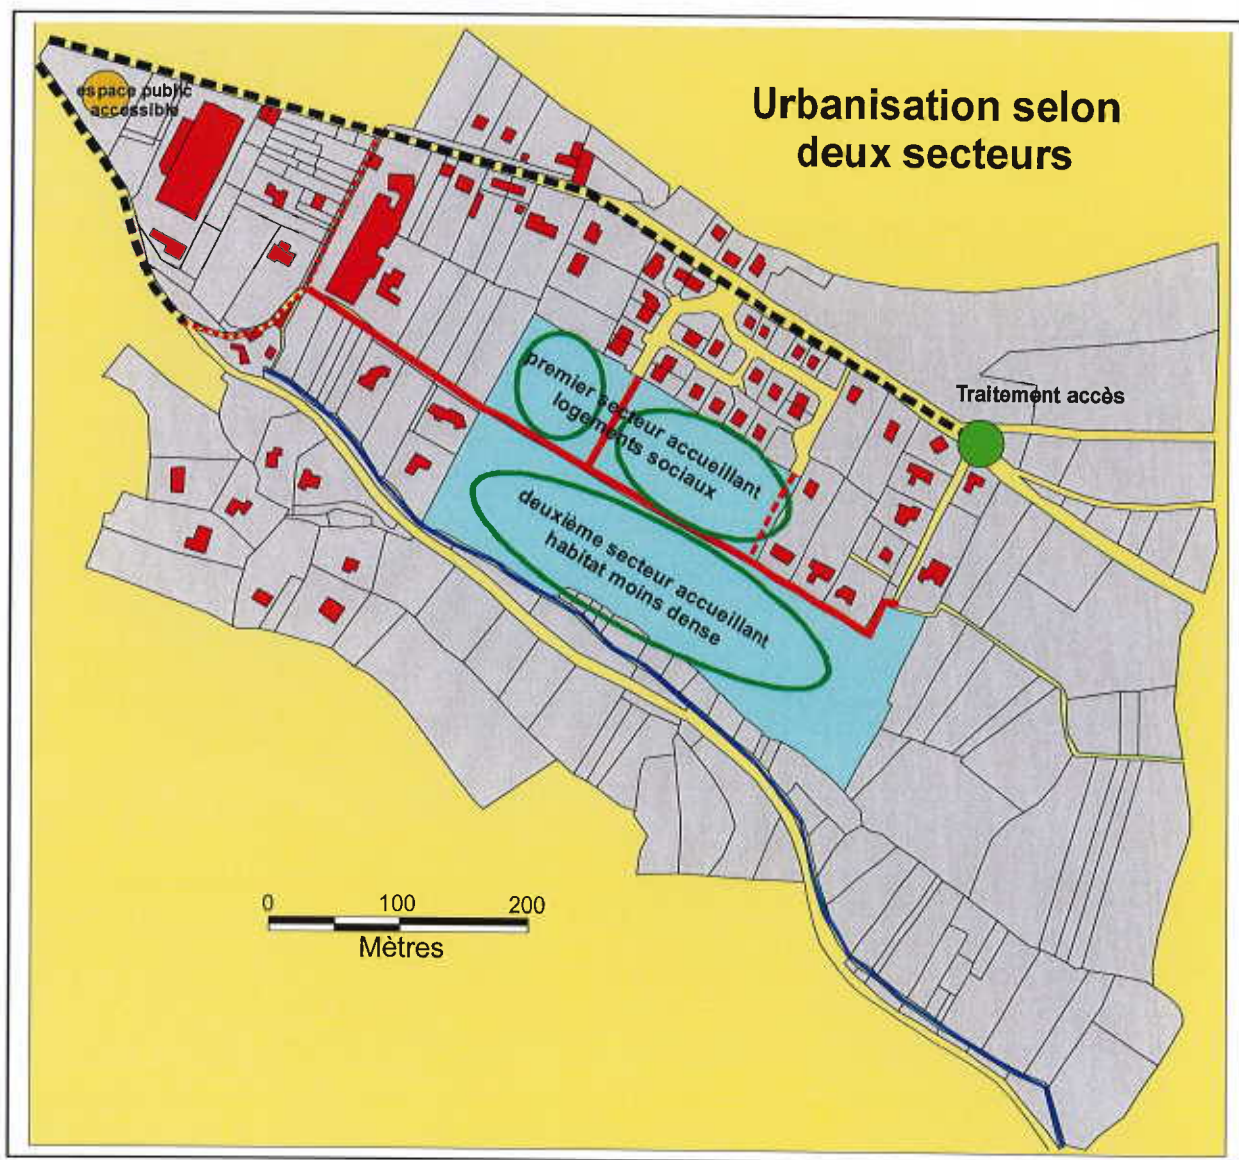 Urbanisation selon
deux secteurs
espace public
accessible
Traitement accès
premier secteur accueillant
logements sociaux
deuxième secteur accueillant
habitat moins dense
0 100 200
Mètres